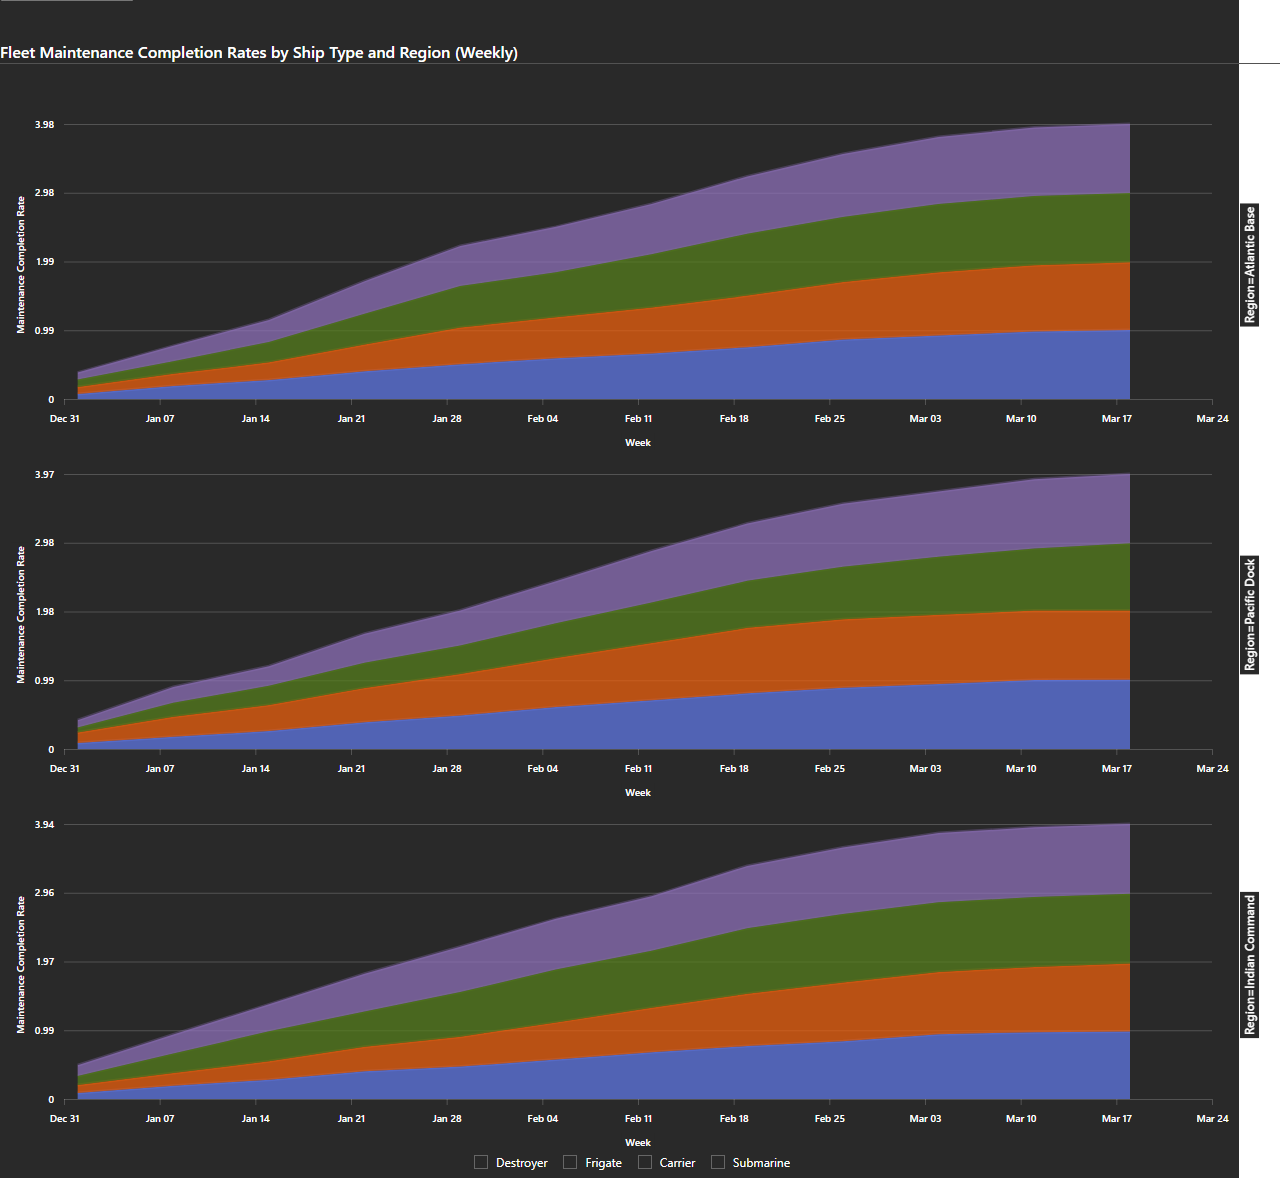 Fleet Maintenance Completion Rates by Ship Type and Region (Weekly)
3.98
2.98
1.99
0.99
0
Maintenance Completion Rate
Dec 31 Jan 07 Jan 14 Jan 21 Jan 28 Feb 04 Feb 11 Feb 18 Feb 25 Mar 03 Mar 10 Mar 17 Mar 24
Week
Region=Atlantic Base
3.97
2.98
1.98
0.99
0
Maintenance Completion Rate
Dec 31 Jan 07 Jan 14 Jan 21 Jan 28 Feb 04 Feb 11 Feb 18 Feb 25 Mar 03 Mar 10 Mar 17 Mar 24
Week
Region=Pacific Dock
3.94
2.96
1.97
0.99
0
Maintenance Completion Rate
Dec 31 Jan 07 Jan 14 Jan 21 Jan 28 Feb 04 Feb 11 Feb 18 Feb 25 Mar 03 Mar 10 Mar 17 Mar 24
Week
Region=Indian Command
Destroyer Frigate Carrier Submarine